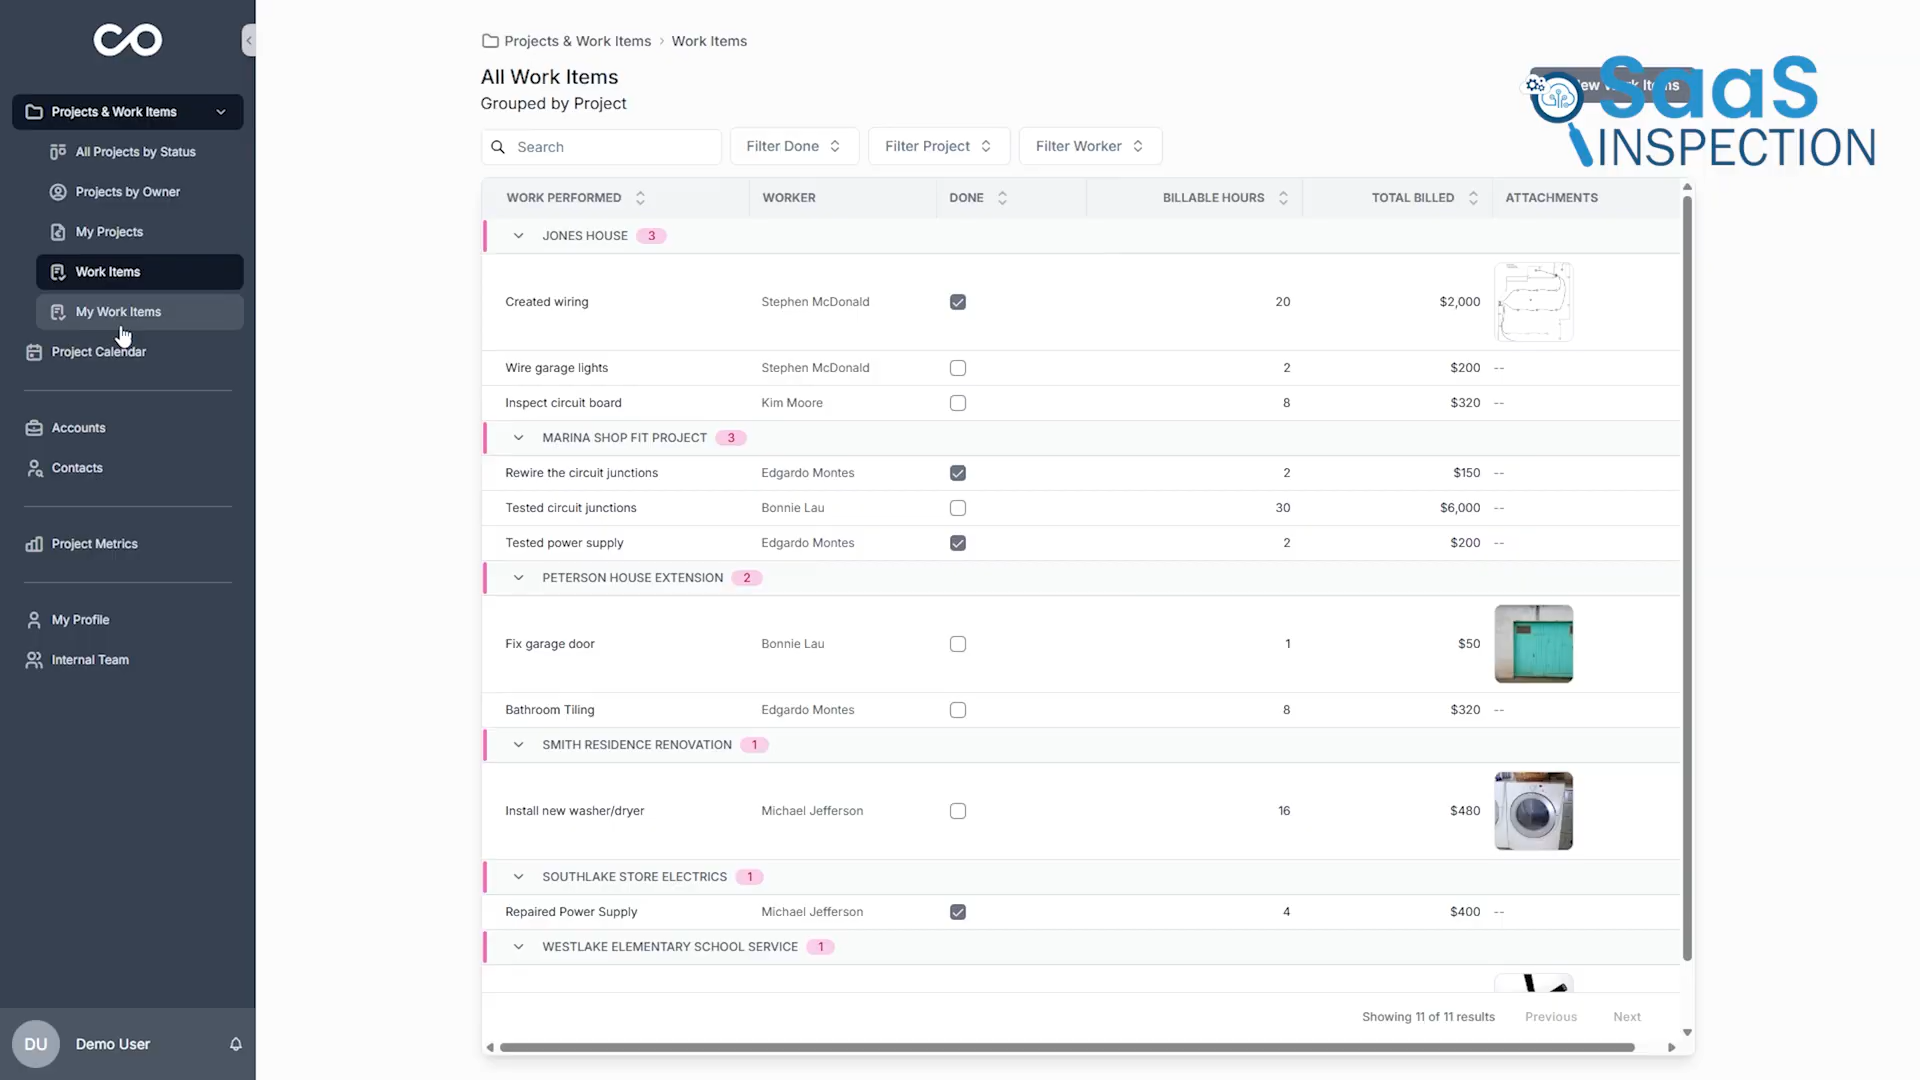 Projects & Work Items
All Projects by Status
Projects by Owner
My Projects
Work Items
My Work Items
Project Calendar
Accounts
Contacts
Project Metrics
My Profile
Internal Team
DU
Demo User
Projects & Work Items > Work Items
All Work Items
Grouped by Project
Work Items
SaaS
INSPECTION
Search
Filter Done
Filter Project
Filter Worker
WORK PERFORMED WORKER DONE BILLABLE HOURS TOTAL BILLED ATTACHMENTS
JONES HOUSE 3
Created wiring Stephen McDonald 20 $2,000
Wire garage lights Stephen McDonald 2 $200 --
Inspect circuit board Kim Moore 8 $320 --
MARINA SHOP FIT PROJECT 3
Rewire the circuit junctions Edgardo Montes 2 $150 --
Tested circuit junctions Bonnie Lau 30 $6,000 --
Tested power supply Edgardo Montes 2 $200 --
PETERSON HOUSE EXTENSION 2
Fix garage door Bonnie Lau 1 $50
Bathroom Tiling Edgardo Montes 8 $320 --
SMITH RESIDENCE RENOVATION 1
Install new washer/dryer Michael Jefferson 16 $480
SOUTHLAKE STORE ELECTRICS 1
Repaired Power Supply Michael Jefferson 4 $400 --
WESTLAKE ELEMENTARY SCHOOL SERVICE 1
Showing 11 of 11 results Previous Next